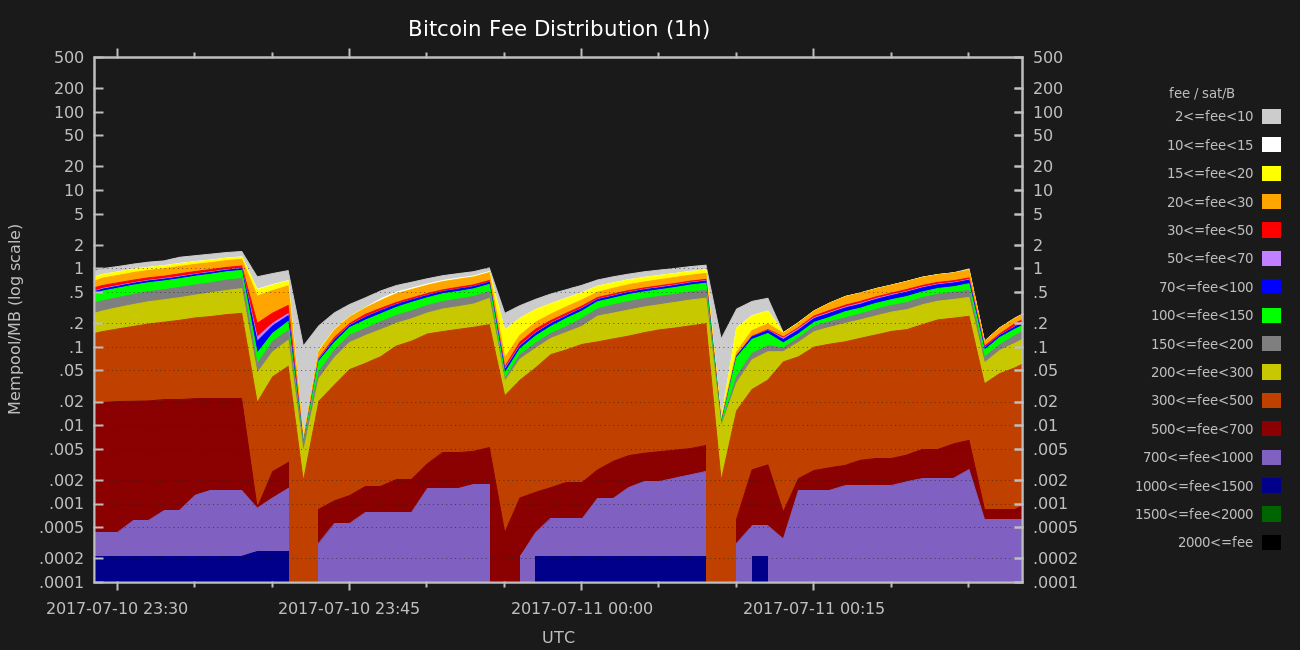 Bitcoin Fee Distribution (1h)
500
200
100
50
20
10
5
2
1
.5
.2
.1
.05
.02
.01
.005
.002
.001
.0005
.0002
.0001
Mempool/MB (log scale)
500
200
100
50
20
10
5
2
1
.5
.2
.1
.05
.02
.01
.005
.002
.001
.0005
.0002
.0001
2017-07-10 23:30
2017-07-10 23:45
2017-07-11 00:00
2017-07-11 00:15
UTC
fee / sat/B
2<=fee<10
10<=fee<15
15<=fee<20
20<=fee<30
30<=fee<50
50<=fee<70
70<=fee<100
100<=fee<150
150<=fee<200
200<=fee<300
300<=fee<500
500<=fee<700
700<=fee<1000
1000<=fee<1500
1500<=fee<2000
2000<=fee